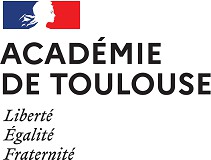 ACADÉMIE
DE TOULOUSE
Liberté
Égalité
Fraternité